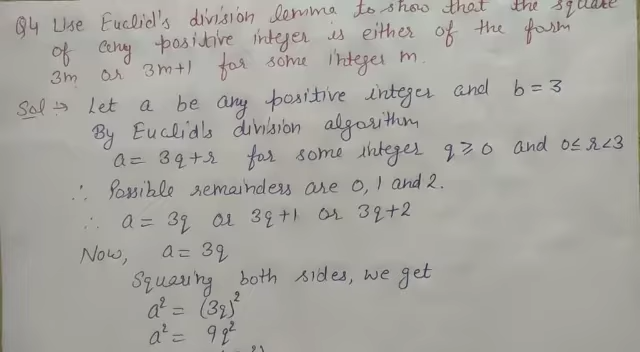 Q4 Use Euclid's division lemma to show that the square
of any positive integer is either of the form
3m or 3m+1 for some integer m.
Sol :→ Let a be any positive integer and b = 3
By Euclid's division algorithm
a = 3q+r for some integer q ≥ 0 and 0 ≤ r < 3
∴ Possible remainders are 0, 1 and 2.
∴ a = 3q or 3q+1 or 3q+2
Now, a = 3q
Squaring both sides, we get
a² = (3q)²
a² = 9q²